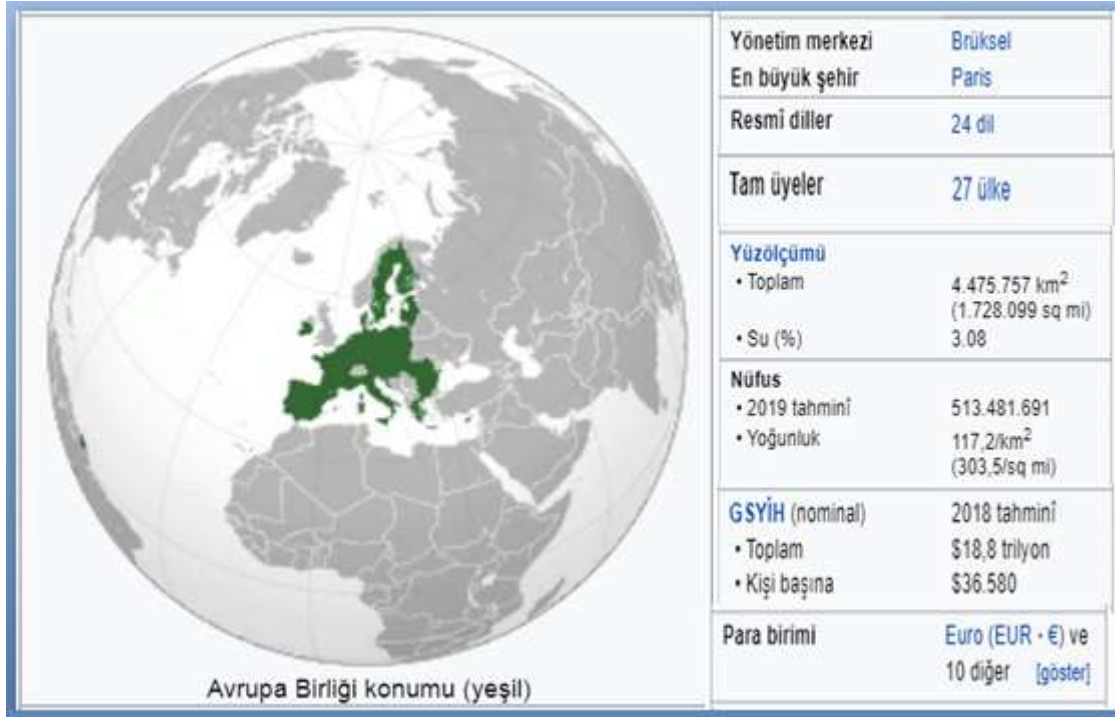 Yönetim merkezi Brüksel
En büyük şehir Paris
Resmî diller 24 dil
Tam üyeler 27 ülke
Yüzölçümü
• Toplam 4.475.757 km²
(1.728.099 sq mi)
• Su (%) 3.08
Nüfus
• 2019 tahminî 513.481.691
• Yoğunluk 117,2/km²
(303,5/sq mi)
GSYİH (nominal) 2018 tahminî
• Toplam $18,8 trilyon
• Kişi başına $36.580
Para birimi Euro (EUR · €) ve
10 diğer [göster]
Avrupa Birliği konumu (yeşil)